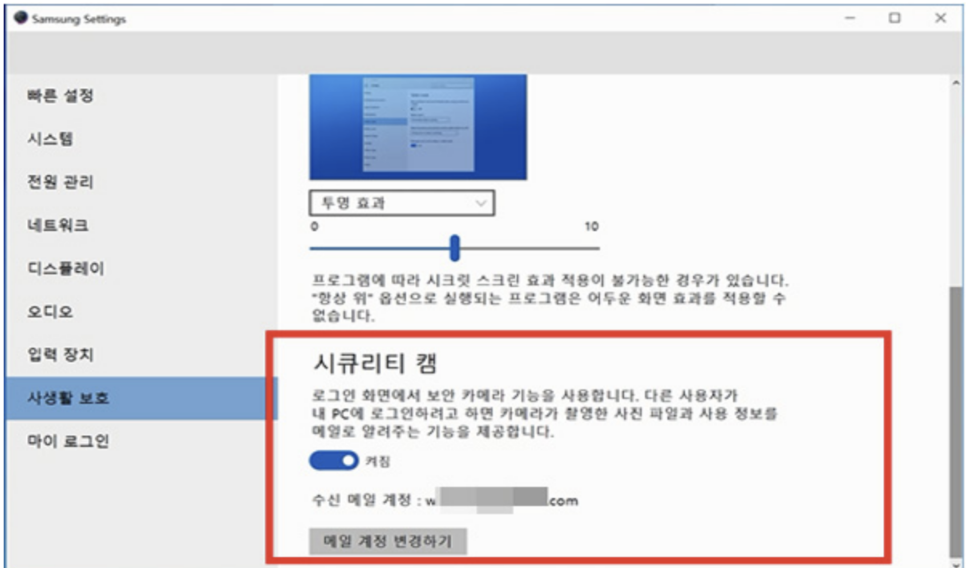 Samsung Settings
빠른 설정
시스템
전원 관리
네트워크
디스플레이
오디오
입력 장치
사생활 보호
마이 로그인
투명 효과
0 10
프로그램에 따라 시크릿 스크린 효과 적용이 불가능한 경우가 있습니다.
"항상 위" 옵션으로 실행되는 프로그램은 어두운 화면 효과를 적용할 수
없습니다.
시큐리티 캠
로그인 화면에서 보안 카메라 기능을 사용합니다. 다른 사용자가
내 PC에 로그인하려고 하면 카메라가 촬영한 사진 파일과 사용 정보를
메일로 알려주는 기능을 제공합니다.
켜짐
수신 메일 계정 : w .com
메일 계정 변경하기